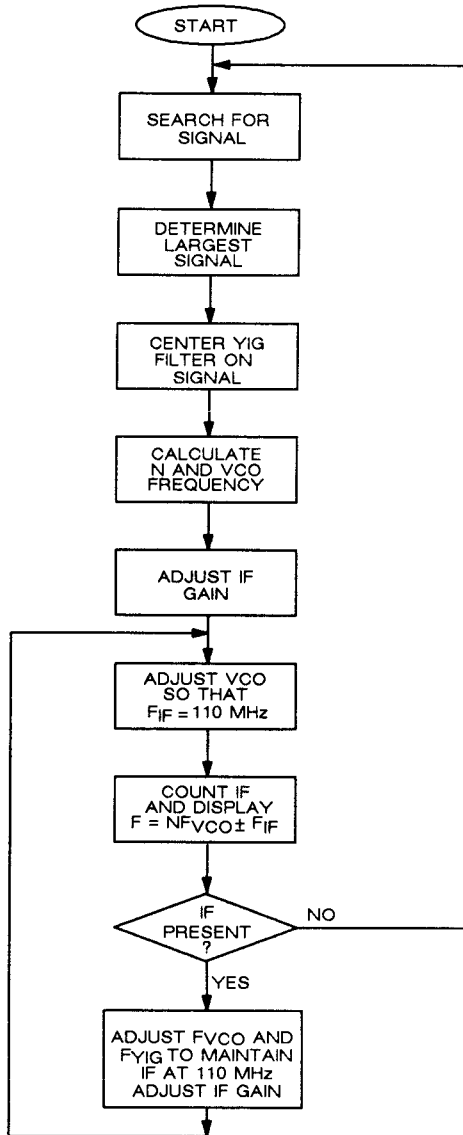 START
SEARCH FOR
SIGNAL
DETERMINE
LARGEST
SIGNAL
CENTER YIG
FILTER ON
SIGNAL
CALCULATE
N AND VCO
FREQUENCY
ADJUST IF
GAIN
ADJUST VCO
SO THAT
FIF = 110 MHz
COUNT IF
AND DISPLAY
F = NFVCO ± FIF
IF
PRESENT
?
NO
YES
ADJUST FVCO AND
FYIG TO MAINTAIN
IF AT 110 MHz
ADJUST IF GAIN